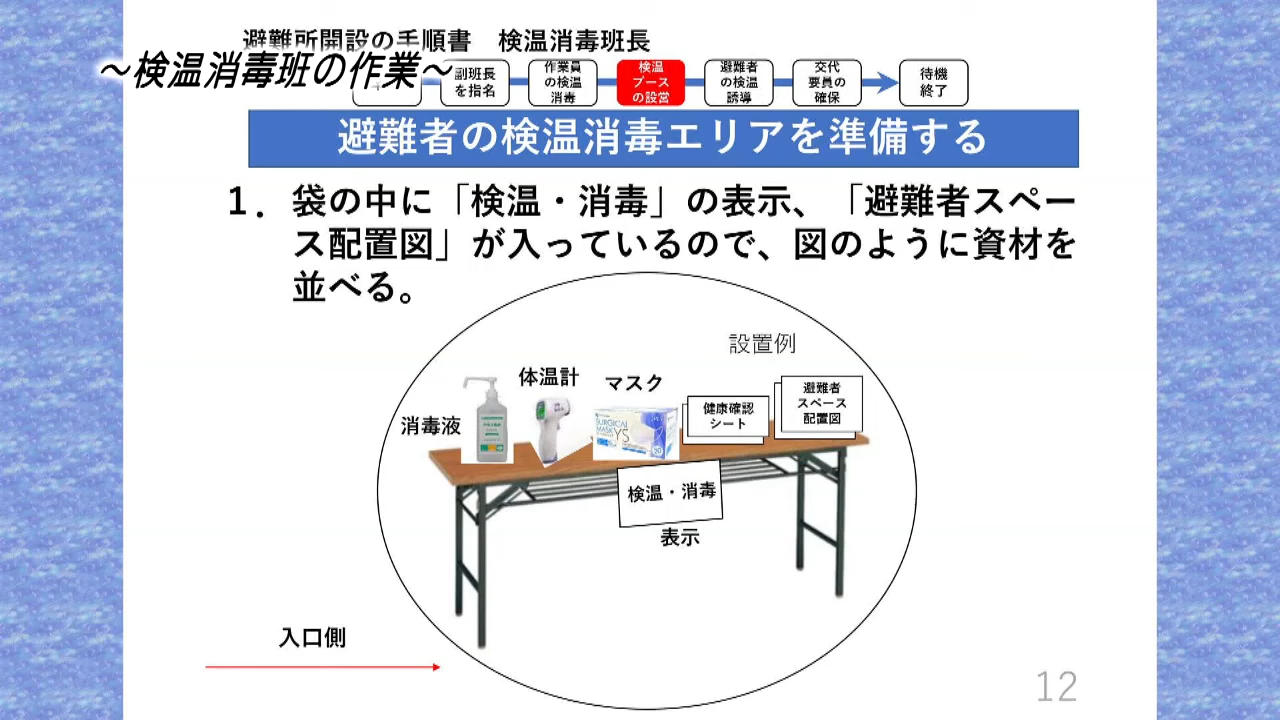 避難所開設の手順書 検温消毒班長
~検温消毒班の作業~
副班長
を指名
作業員
の検温
消毒
検温
ブース
の設営
避難者
の検温
誘導
交代
要員の
確保
待機
終了
避難者の検温消毒エリアを準備する
1. 袋の中に「検温・消毒」の表示、「避難者スペー
ス配置図」が入っているので、図のように資材を
並べる。
設置例
消毒液
体温計
マスク
健康確認
シート
避難者
スペース
配置図
SURGICAL
MASK YS
検温・消毒
表示
入口側
12